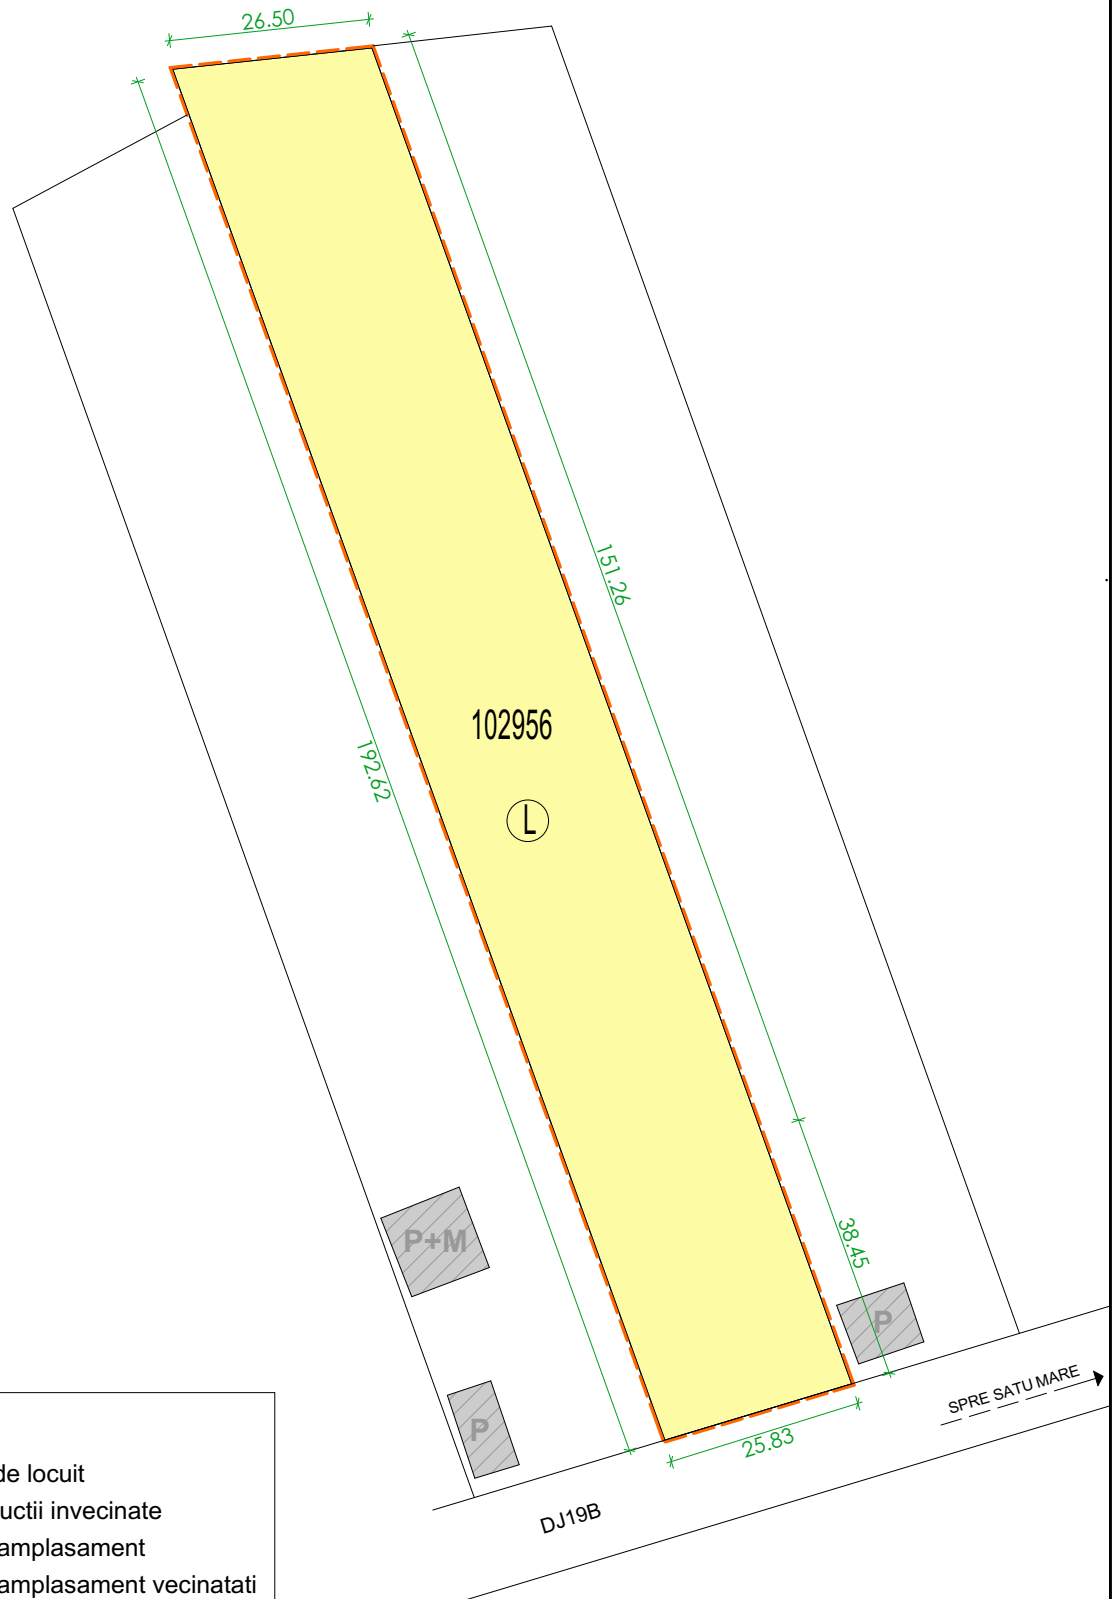 26.50
151.26
102956
192.62
L
38.45
P+M
P
SPRE SATU MARE
P
25.83
DJ19B
de locuit
uctii invecinate
amplasament
amplasament vecinatati